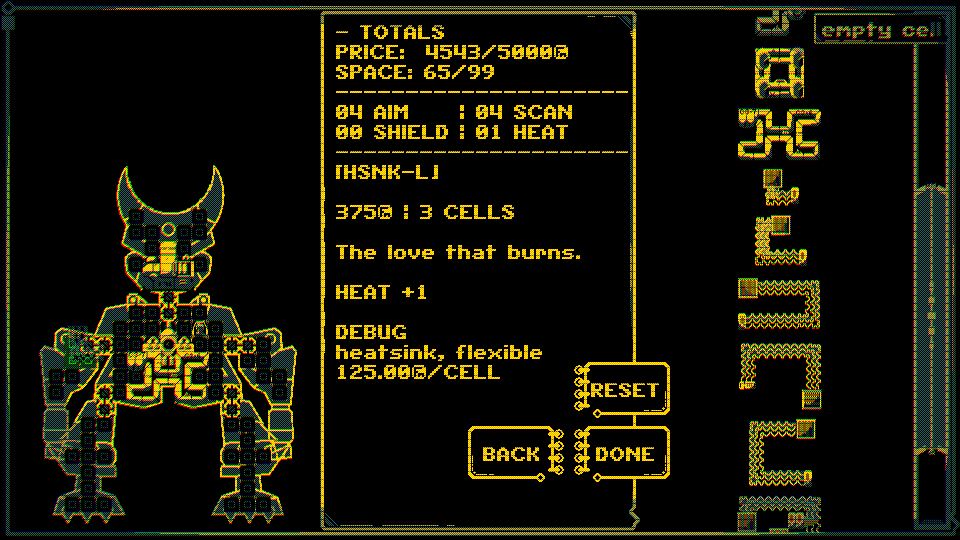 - TOTALS
PRICE: 4543/5000
SPACE: 65/99
04 AIM : 04 SCAN
00 SHIELD : 01 HEAT
[HSNK-L]
375 : 3 CELLS
The love that burns.
HEAT +1
DEBUG
heatsink, flexible
125.00/CELL
RESET
BACK
DONE
empty cell